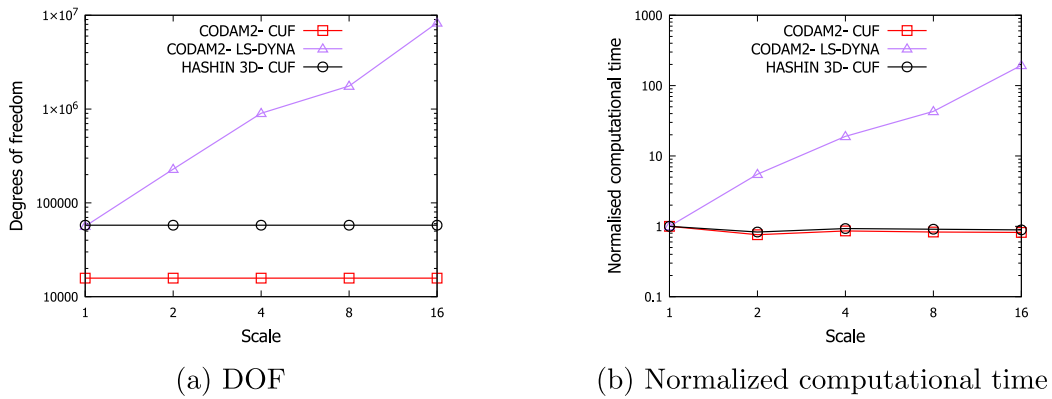 1×10⁷
1×10⁶
100000
10000
Degrees of freedom
CODAM2- CUF
CODAM2- LS-DYNA
HASHIN 3D- CUF
1 2 4 8 16
Scale
(a) DOF
1000
100
10
1
0.1
Normalised computational time
CODAM2- CUF
CODAM2- LS-DYNA
HASHIN 3D- CUF
1 2 4 8 16
Scale
(b) Normalized computational time